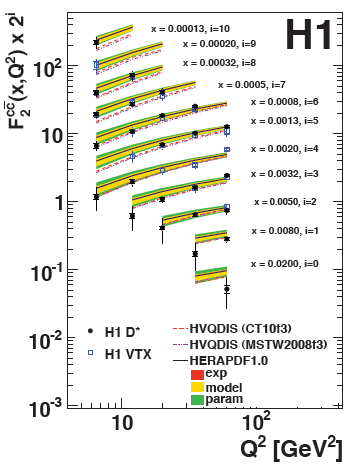 H1
F₂^cc̄(x,Q²) x 2ⁱ
x = 0.00013, i=10
x = 0.00020, i=9
x = 0.00032, i=8
x = 0.0005, i=7
x = 0.0008, i=6
x = 0.0013, i=5
x = 0.0020, i=4
x = 0.0032, i=3
x = 0.0050, i=2
x = 0.0080, i=1
x = 0.0200, i=0
10²
10
1
10⁻¹
10⁻²
10⁻³
H1 D*
H1 VTX
HVQDIS (CT10f3)
HVQDIS (MSTW2008f3)
HERAPDF1.0
exp
model
param
10
10²
Q² [GeV²]